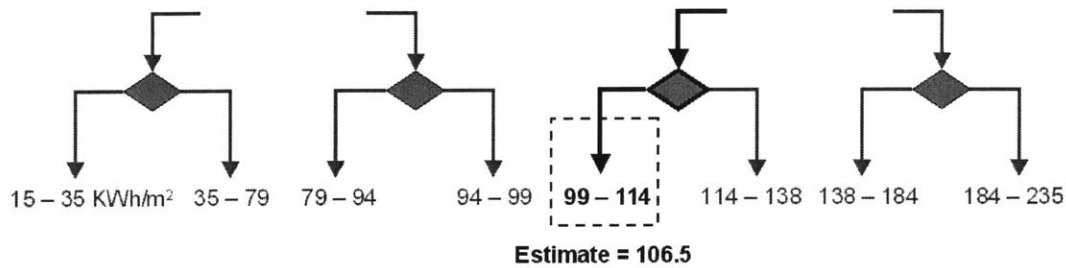 15 – 35 KWh/m² 35 – 79 79 – 94 94 – 99 99 – 114 114 – 138 138 – 184 184 – 235
Estimate = 106.5